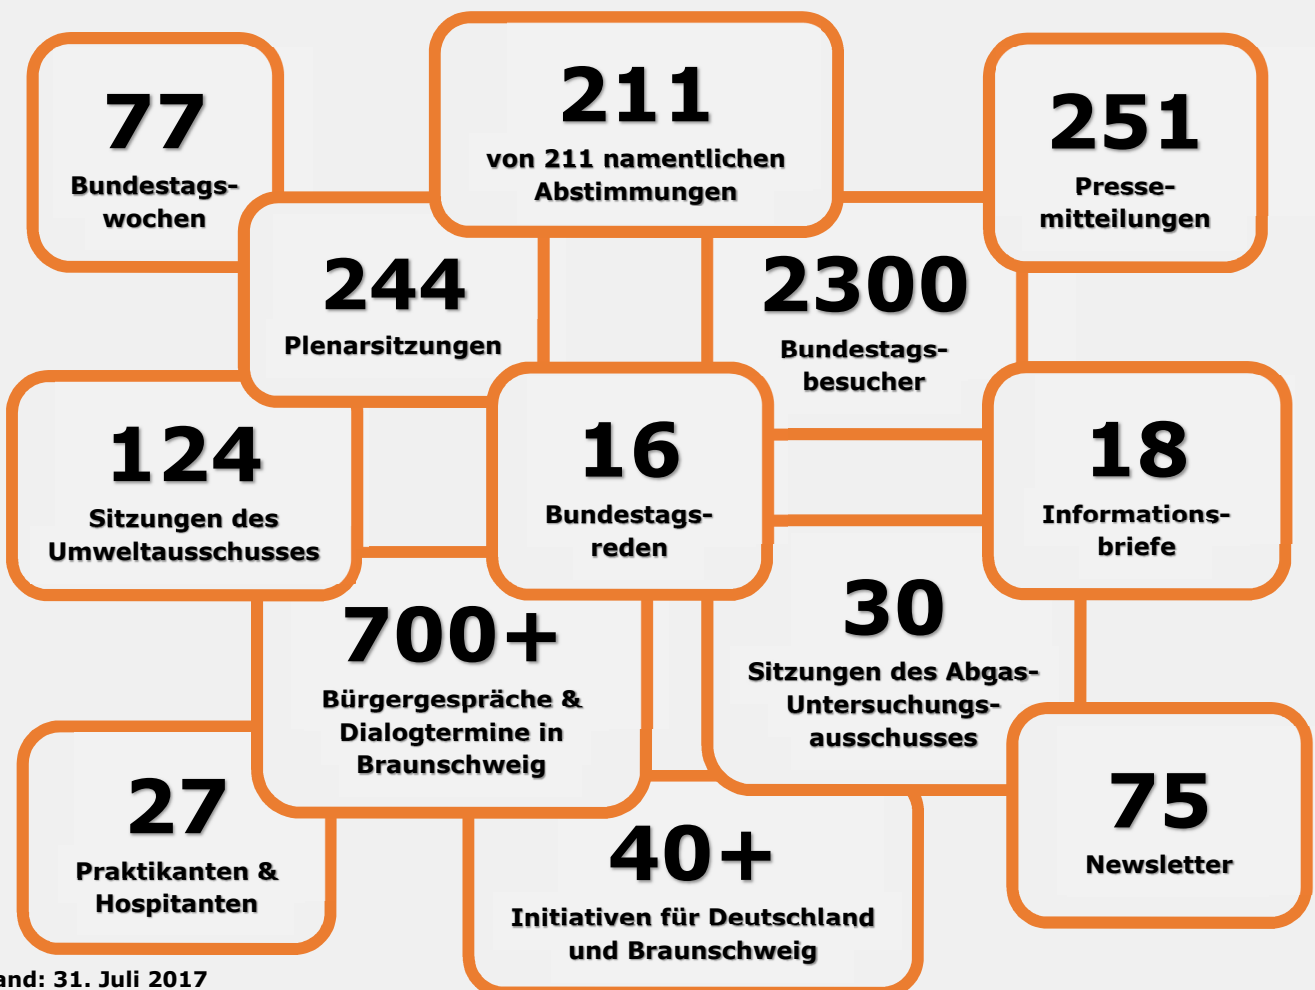 77
Bundestags-
wochen
211
von 211 namentlichen
Abstimmungen
251
Presse-
mitteilungen
244
Plenarsitzungen
2300
Bundestags-
besucher
124
Sitzungen des
Umweltausschusses
16
Bundestags-
reden
18
Informations-
briefe
700+
Bürgergespräche &
Dialogtermine in
Braunschweig
30
Sitzungen des Abgas-
Untersuchungs-
ausschusses
27
Praktikanten &
Hospitanten
40+
Initiativen für Deutschland
und Braunschweig
75
Newsletter
and: 31. Juli 2017